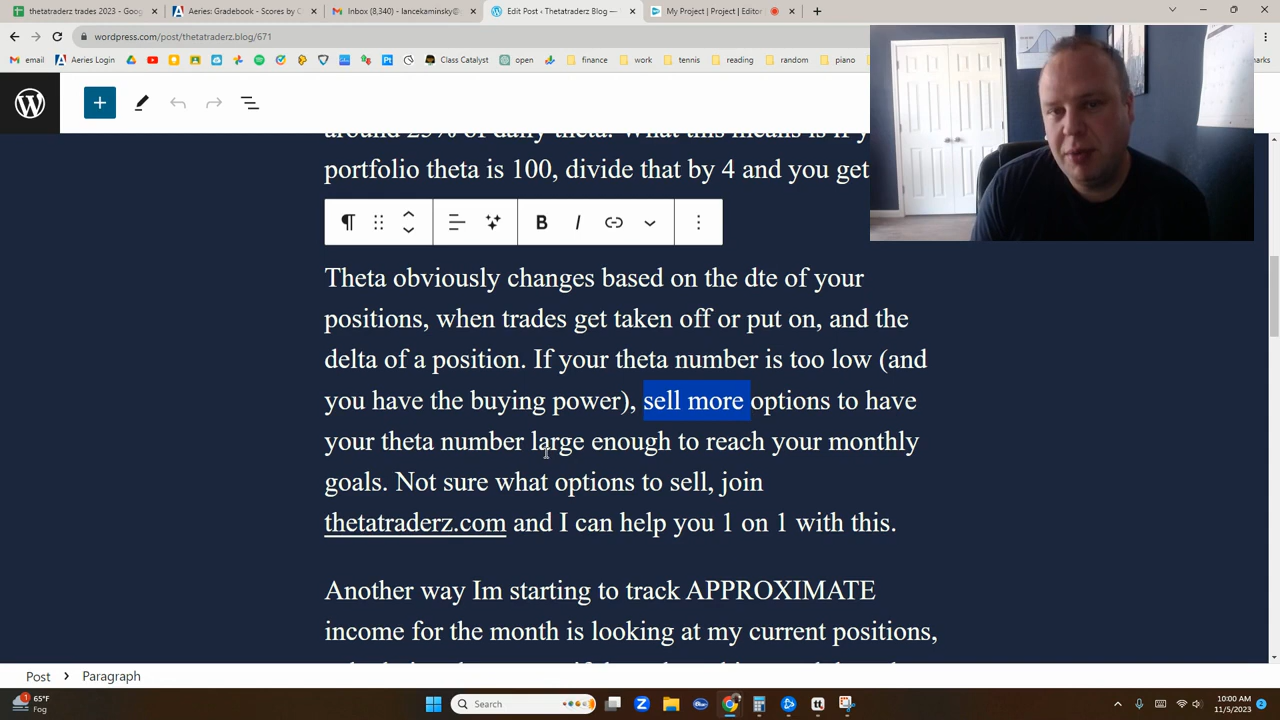 thetatraderz trades 2023 - Goog
Aeries: Gradebook - Scores by C
Inbox (8,340) - lancekaminsky@
Edit Post ‹ Thetatraderz Blog —
My Project | Project | Editor
wordpress.com/post/thetatraderz.blog/671
email
Aeries Login
Class Catalyst
open
finance
work
tennis
reading
random
piano
marks
portfolio theta is 100, divide that by 4 and you get
Theta obviously changes based on the dte of your
positions, when trades get taken off or put on, and the
delta of a position. If your theta number is too low (and
you have the buying power), sell more options to have
your theta number large enough to reach your monthly
goals. Not sure what options to sell, join
thetatraderz.com and I can help you 1 on 1 with this.
Another way Im starting to track APPROXIMATE
income for the month is looking at my current positions,
Post > Paragraph
65°F
Fog
Search
10:00 AM
11/5/2023